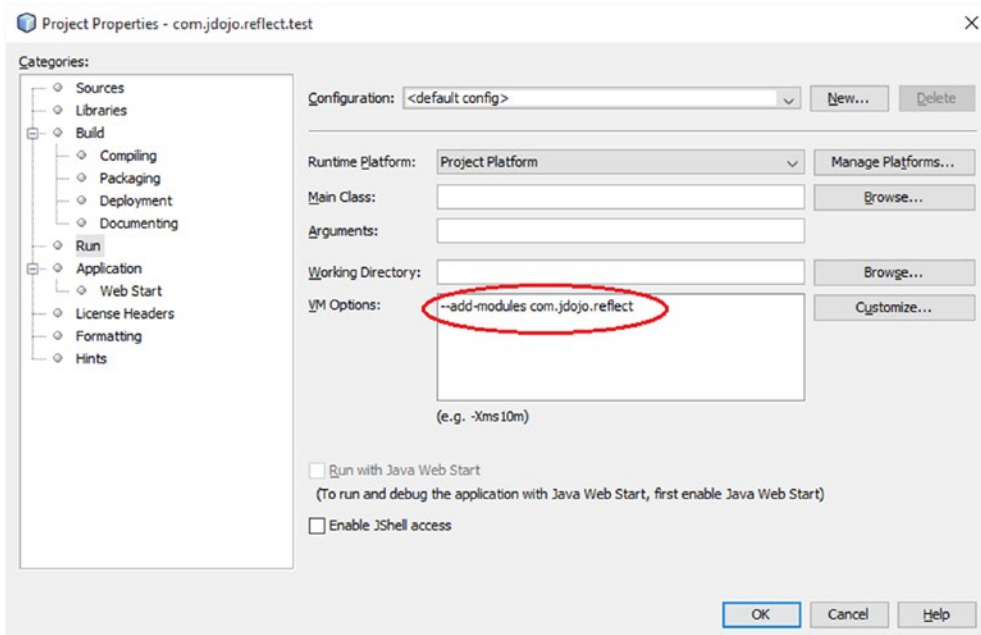 Project Properties - com.jdojo.reflect.test
Categories:
Sources
Libraries
Build
Compiling
Packaging
Deployment
Documenting
Run
Application
Web Start
License Headers
Formatting
Hints
Configuration: <default config> New... Delete
Runtime Platform: Project Platform Manage Platforms...
Main Class: Browse...
Arguments:
Working Directory: Browse...
VM Options: --add-modules com.jdojo.reflect Customize...
(e.g. -Xms10m)
Run with Java Web Start
(To run and debug the application with Java Web Start, first enable Java Web Start)
Enable JShell access
OK Cancel Help